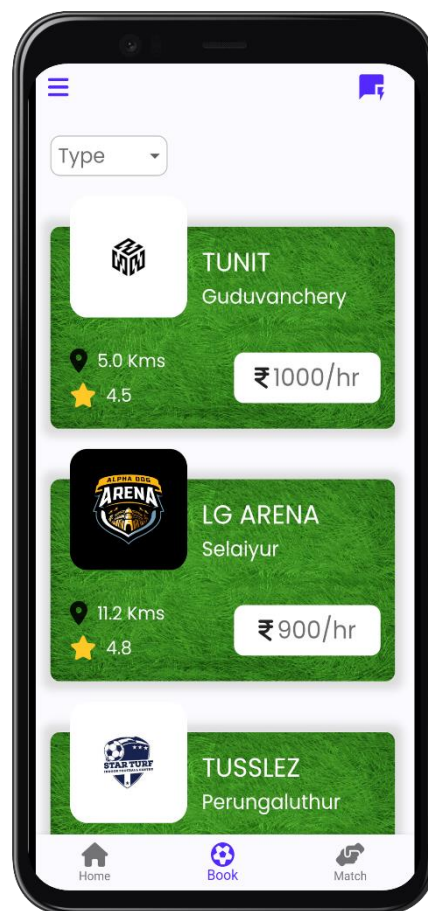 Type
TUNIT
Guduvanchery
5.0 Kms
4.5
₹1000/hr
ALPHA DOG
ARENA
LG ARENA
Selaiyur
11.2 Kms
4.8
₹900/hr
STAR TURF
TUSSLEZ
Perungaluthur
Home
Book
Match